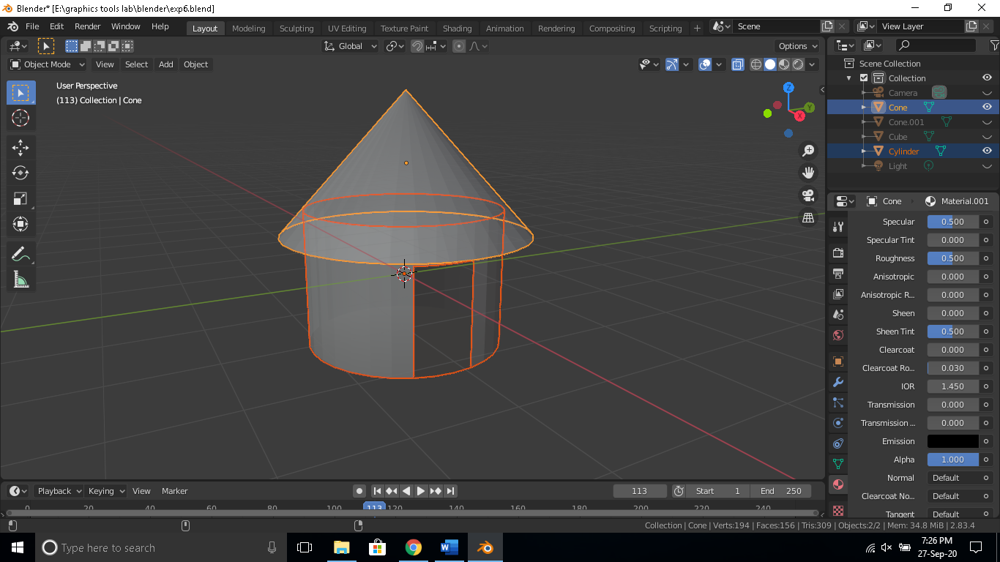 Blender* [E:\graphics tools lab\blender\exp6.blend]
File Edit Render Window Help Layout Modeling Sculpting UV Editing Texture Paint Shading Animation Rendering Compositing Scripting + Scene View Layer
Global Options
Object Mode View Select Add Object
User Perspective
(113) Collection | Cone
Z
Y
X
Scene Collection
Collection
Camera
Cone
Cone.001
Cube
Cylinder
Light
Cone Material.001
Specular 0.500
Specular Tint 0.000
Roughness 0.500
Anisotropic 0.000
Anisotropic R... 0.000
Sheen 0.000
Sheen Tint 0.500
Clearcoat 0.000
Clearcoat Ro... 0.030
IOR 1.450
Transmission 0.000
Transmission ... 0.000
Emission
Alpha 1.000
Normal Default
Clearcoat No... Default
Tangent Default
Playback Keying View Marker 113 Start 1 End 250
0 20 40 60 80 100 113 120 140 160 180 200 220 240
Collection | Cone | Verts:194 | Faces:156 | Tris:309 | Objects:2/2 | Mem: 34.8 MiB | 2.83.4
Type here to search
7:26 PM
27-Sep-20